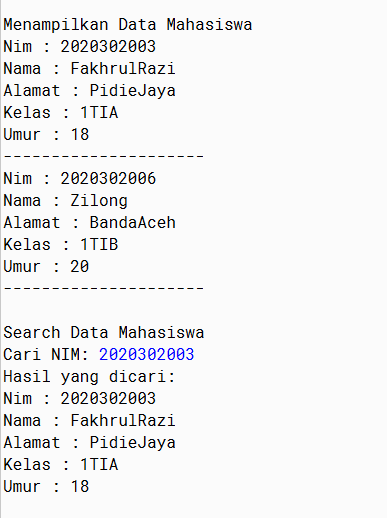 Menampilkan Data Mahasiswa
Nim : 2020302003
Nama : FakhrulRazi
Alamat : PidieJaya
Kelas : 1TIA
Umur : 18
---------------------
Nim : 2020302006
Nama : Zilong
Alamat : BandaAceh
Kelas : 1TIB
Umur : 20
---------------------
Search Data Mahasiswa
Cari NIM: 2020302003
Hasil yang dicari:
Nim : 2020302003
Nama : FakhrulRazi
Alamat : PidieJaya
Kelas : 1TIA
Umur : 18